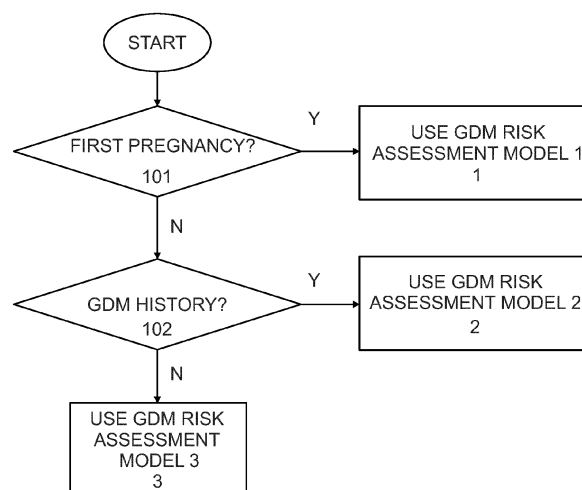 START
FIRST PREGNANCY?
101
Y
USE GDM RISK
ASSESSMENT MODEL 1
1
N
GDM HISTORY?
102
Y
USE GDM RISK
ASSESSMENT MODEL 2
2
N
USE GDM RISK
ASSESSMENT
MODEL 3
3